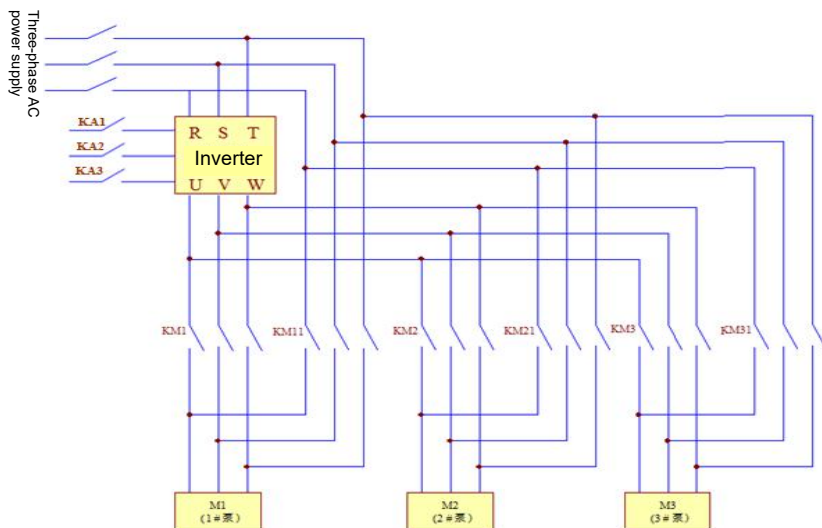 Three-phase AC
power supply
KA1
KA2
KA3
R S T
Inverter
U V W
KM1
KM11
KM2
KM21
KM3
KM31
M1
(1#泵)
M2
(2#泵)
M3
(3#泵)